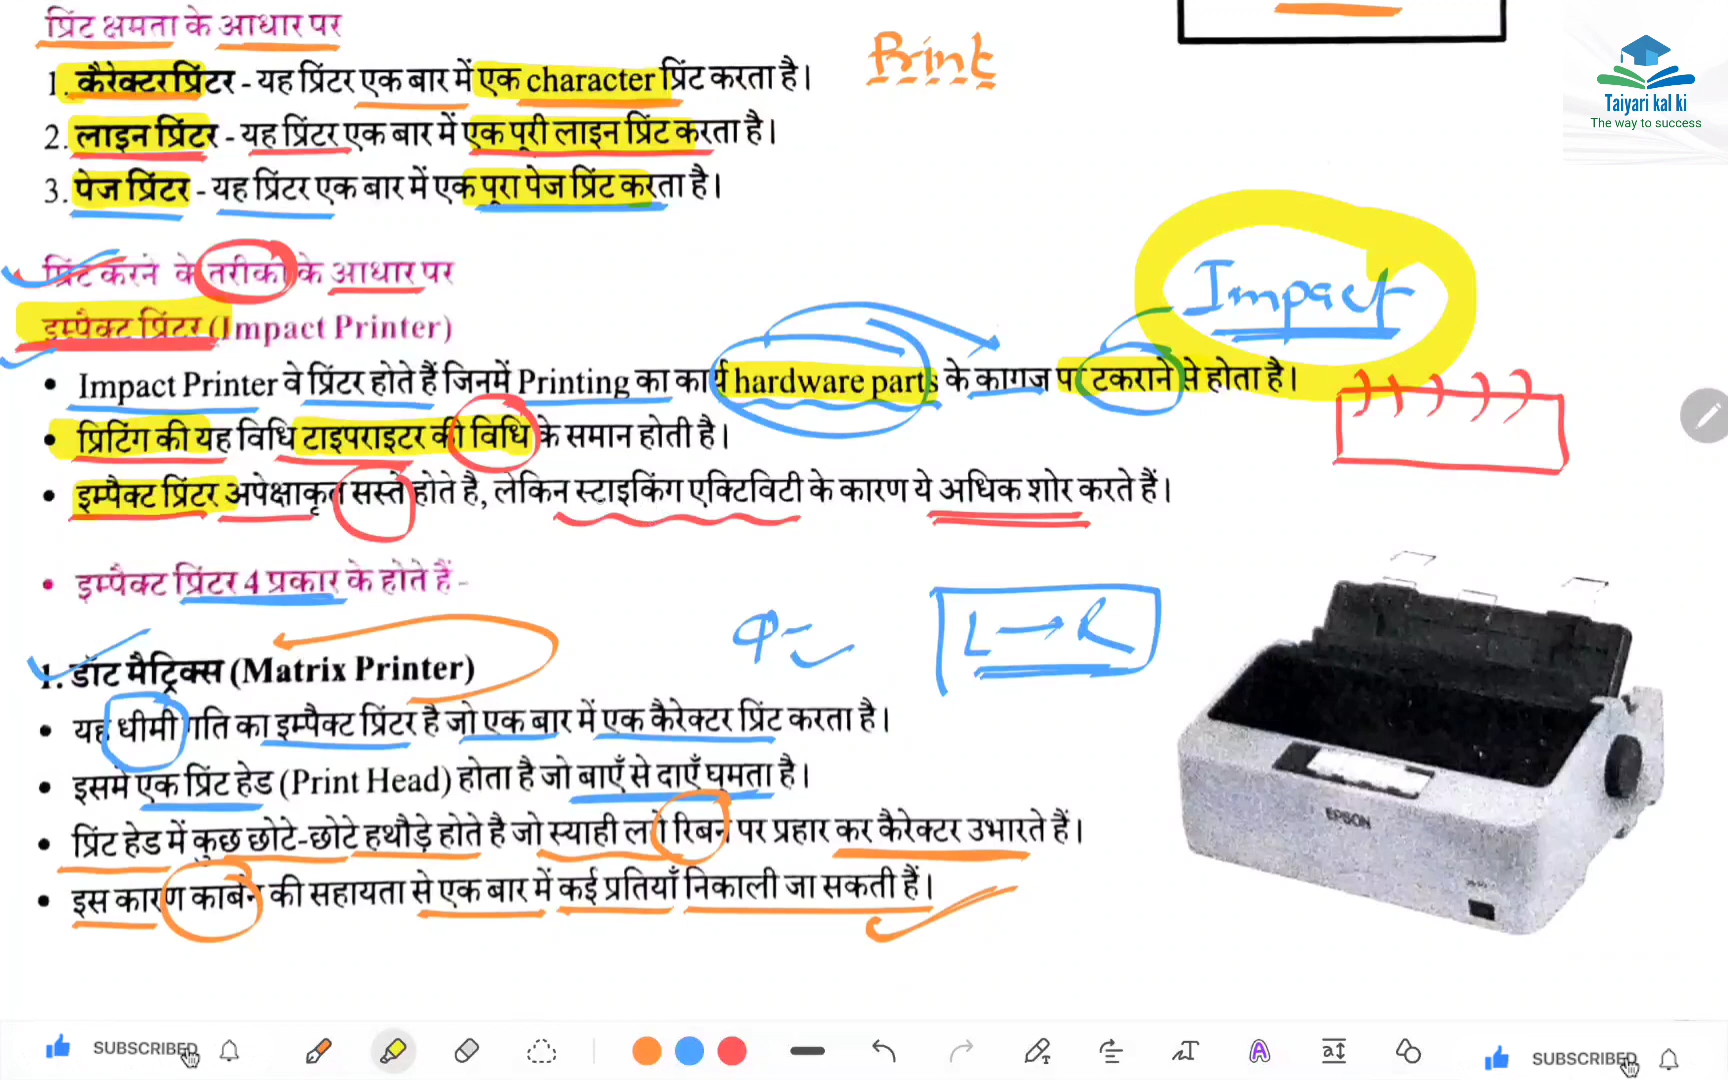 प्रिंट क्षमता के आधार पर
1. कैरेक्टर प्रिंटर - यह प्रिंटर एक बार में एक character प्रिंट करता है।
Print
2. लाइन प्रिंटर - यह प्रिंटर एक बार में एक पूरी लाइन प्रिंट करता है।
3. पेज प्रिंटर - यह प्रिंटर एक बार में एक पूरा पेज प्रिंट करता है।
Taiyari kal ki
The way to success
प्रिंट करने के तरीका के आधार पर
इम्पैक्ट प्रिंटर (Impact Printer)
Impact
• Impact Printer वे प्रिंटर होते हैं जिनमें Printing का कार्य hardware parts के कागज पर टकराने से होता है।
• प्रिटिंग की यह विधि टाइपराइटर की विधि के समान होती है।
• इम्पैक्ट प्रिंटर अपेक्षाकृत सस्ते होते है, लेकिन स्टाइकिंग एक्टिविटी के कारण ये अधिक शोर करते हैं।
• इम्पैक्ट प्रिंटर 4 प्रकार के होते हैं -
L → R
1. डॉट मैट्रिक्स (Matrix Printer)
• यह धीमी गति का इम्पैक्ट प्रिंटर है जो एक बार में एक कैरेक्टर प्रिंट करता है।
• इसमे एक प्रिंट हेड (Print Head) होता है जो बाएँ से दाएँ घूमता है।
• प्रिंट हेड में कुछ छोटे-छोटे हथौड़े होते है जो स्याही लगे रिबन पर प्रहार कर कैरेक्टर उभारते हैं।
• इस कारण कार्बन की सहायता से एक बार में कई प्रतियाँ निकाली जा सकती हैं।
EPSON
SUBSCRIBED
SUBSCRIBED